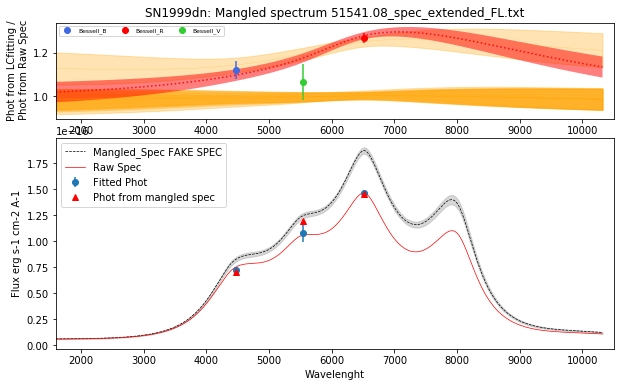 SN1999dn: Mangled spectrum 51541.08_spec_extended_FL.txt
Phot from LCfitting /
Phot from Raw Spec
Bessell_B Bessell_R Bessell_V
1.2
1.0
2000 3000 4000 5000 6000 7000 8000 9000 10000
Flux erg s-1 cm-2 A-1
Mangled_Spec FAKE SPEC
Raw Spec
Fitted Phot
Phot from mangled spec
1.75
1.50
1.25
1.00
0.75
0.50
0.25
0.00
2000 3000 4000 5000 6000 7000 8000 9000 10000
Wavelenght